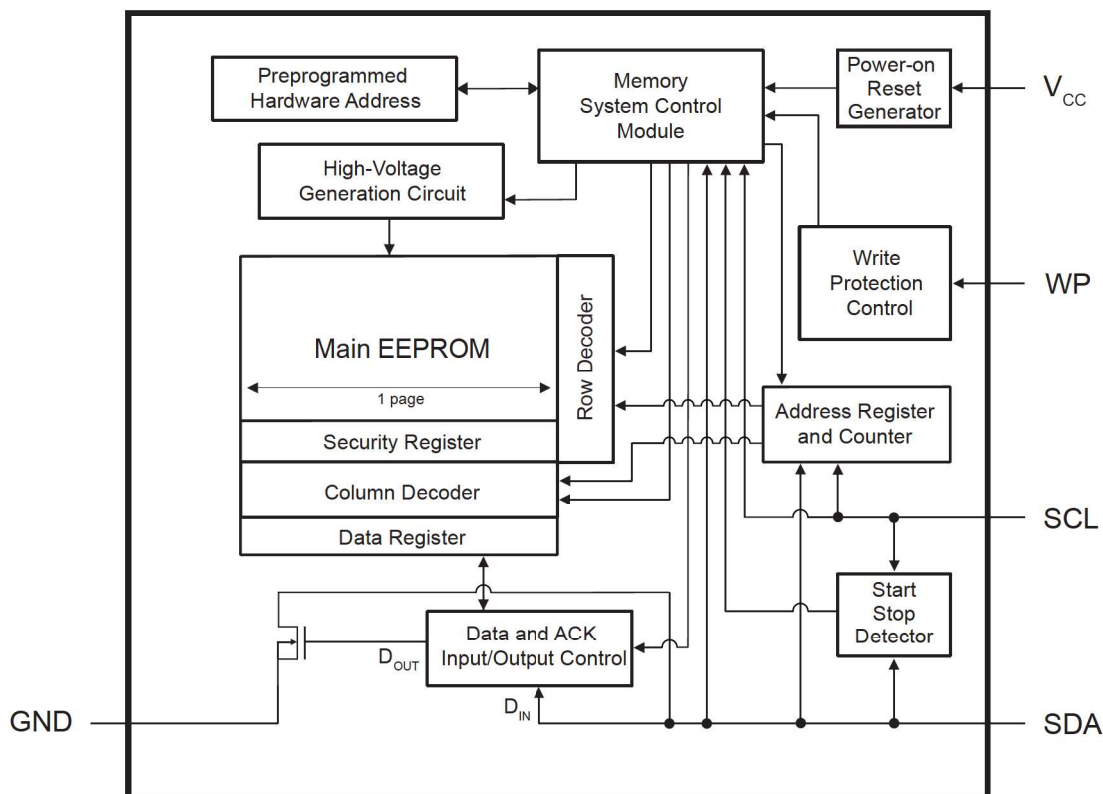 Preprogrammed
Hardware Address
Memory
System Control
Module
Power-on
Reset
Generator
VCC
High-Voltage
Generation Circuit
Write
Protection
Control
WP
Main EEPROM
1 page
Row Decoder
Address Register
and Counter
Security Register
Column Decoder
Data Register
SCL
Start
Stop
Detector
Data and ACK
Input/Output Control
DOUT
DIN
GND
SDA